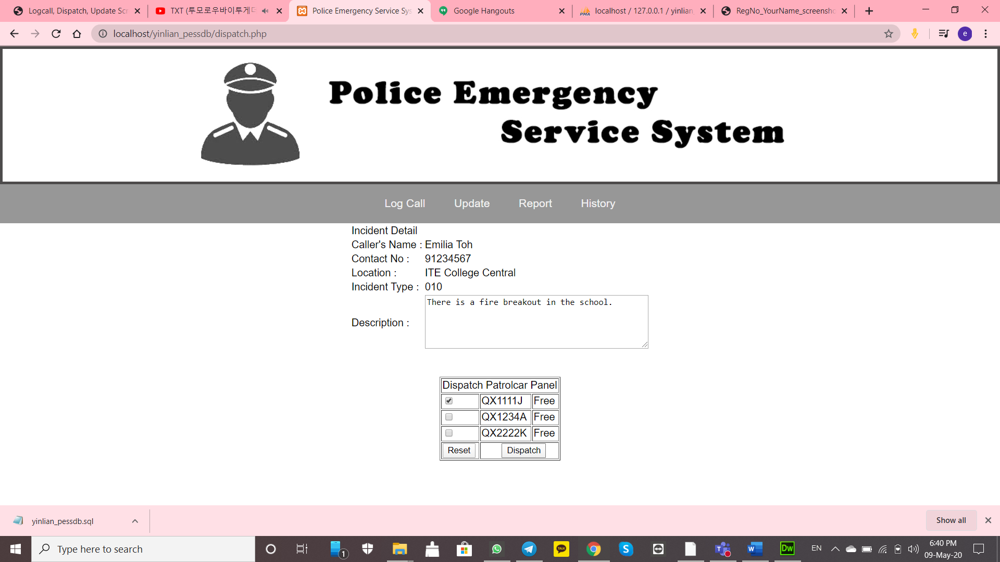 Logcall, Dispatch, Update Scr
TXT (투모로우바이투게더
Police Emergency Service Sys
Google Hangouts
localhost / 127.0.0.1 / yinlian_
RegNo_YourName_screensho
localhost/yinlian_pessdb/dispatch.php
e
Police Emergency
Service System
Log Call Update Report History
Incident Detail
Caller's Name : Emilia Toh
Contact No : 91234567
Location : ITE College Central
Incident Type : 010
There is a fire breakout in the school.
Description :
Dispatch Patrolcar Panel
QX1111J Free
QX1234A Free
QX2222K Free
Reset Dispatch
yinlian_pessdb.sql
Show all
Type here to search
1
TALK
S
T
W
Dw
EN
6:40 PM
09-May-20